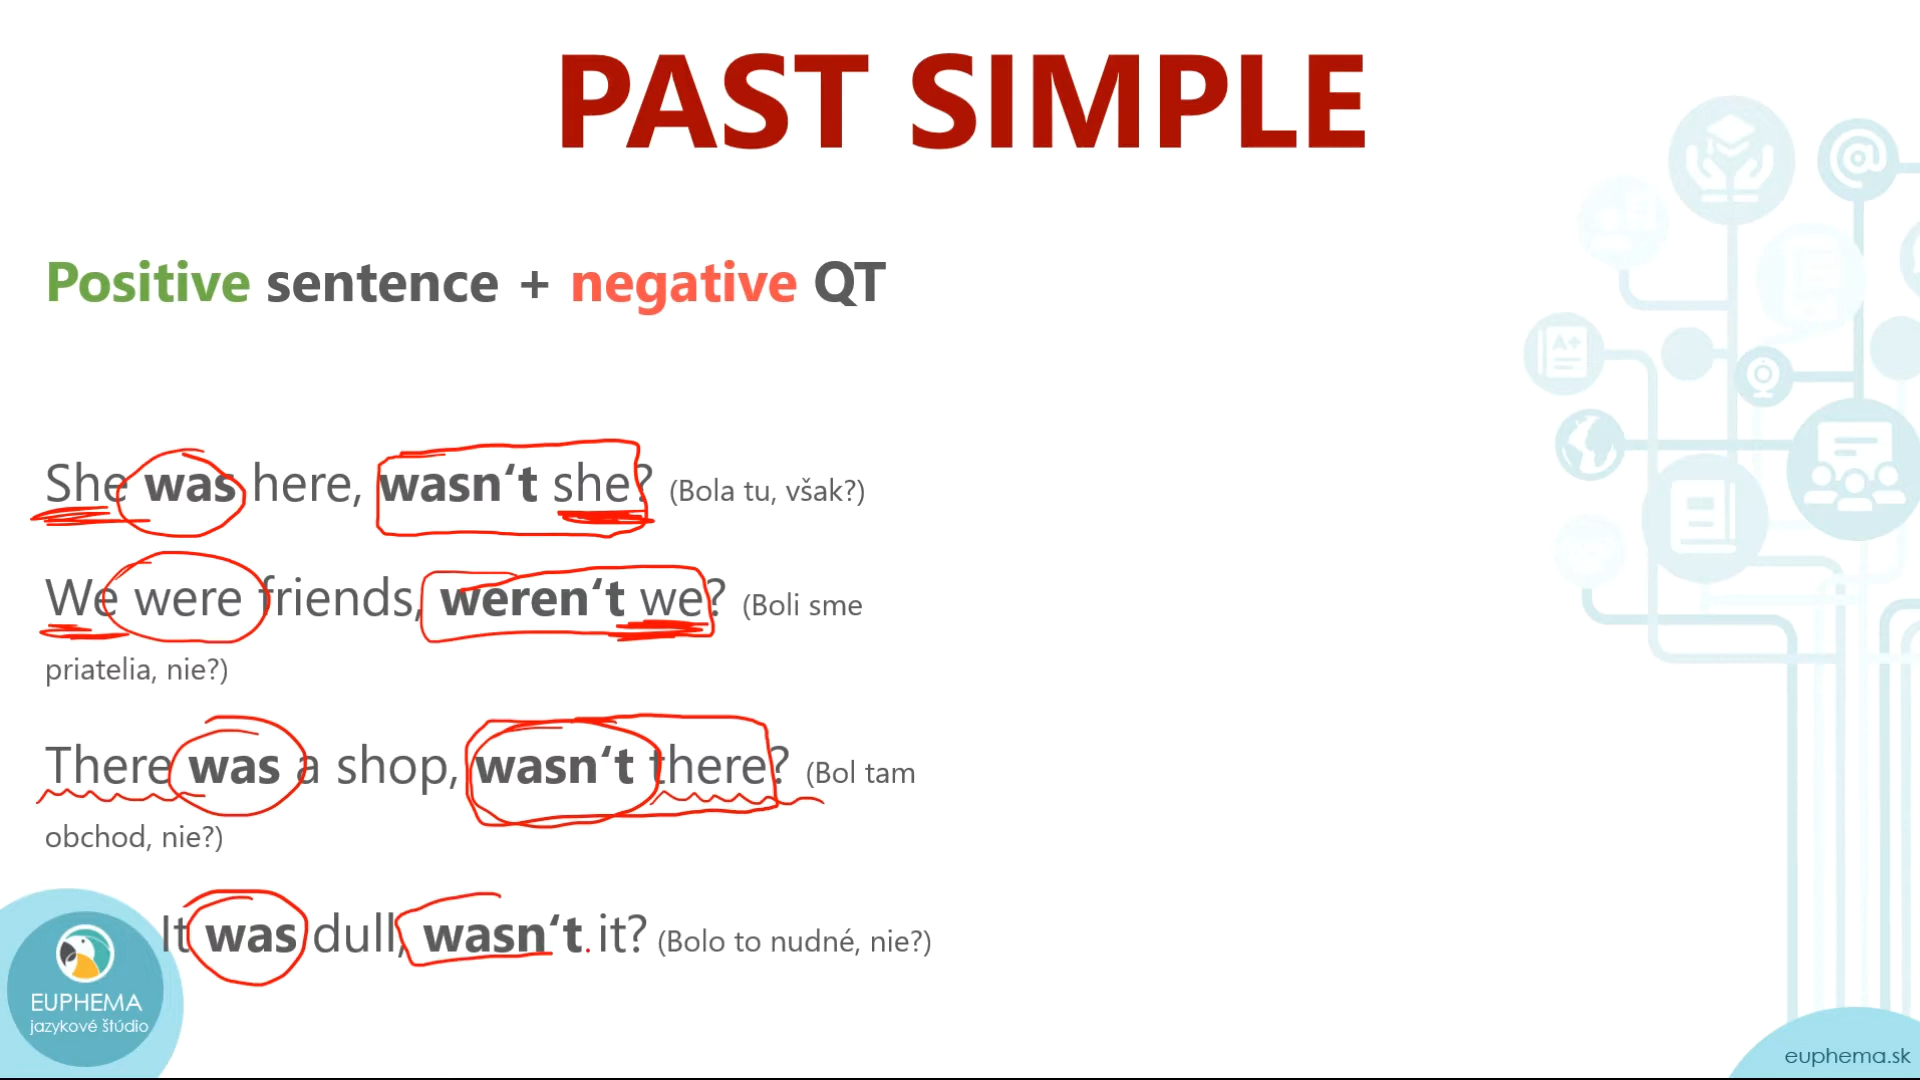 PAST SIMPLE
Positive sentence + negative QT
She was here, wasn‘t she? (Bola tu, však?)
We were friends, weren‘t we? (Boli sme
priatelia, nie?)
There was a shop, wasn‘t there? (Bol tam
obchod, nie?)
It was dull, wasn‘t it? (Bolo to nudné, nie?)
EUPHEMA
jazykové štúdio
euphema.sk
A+
@